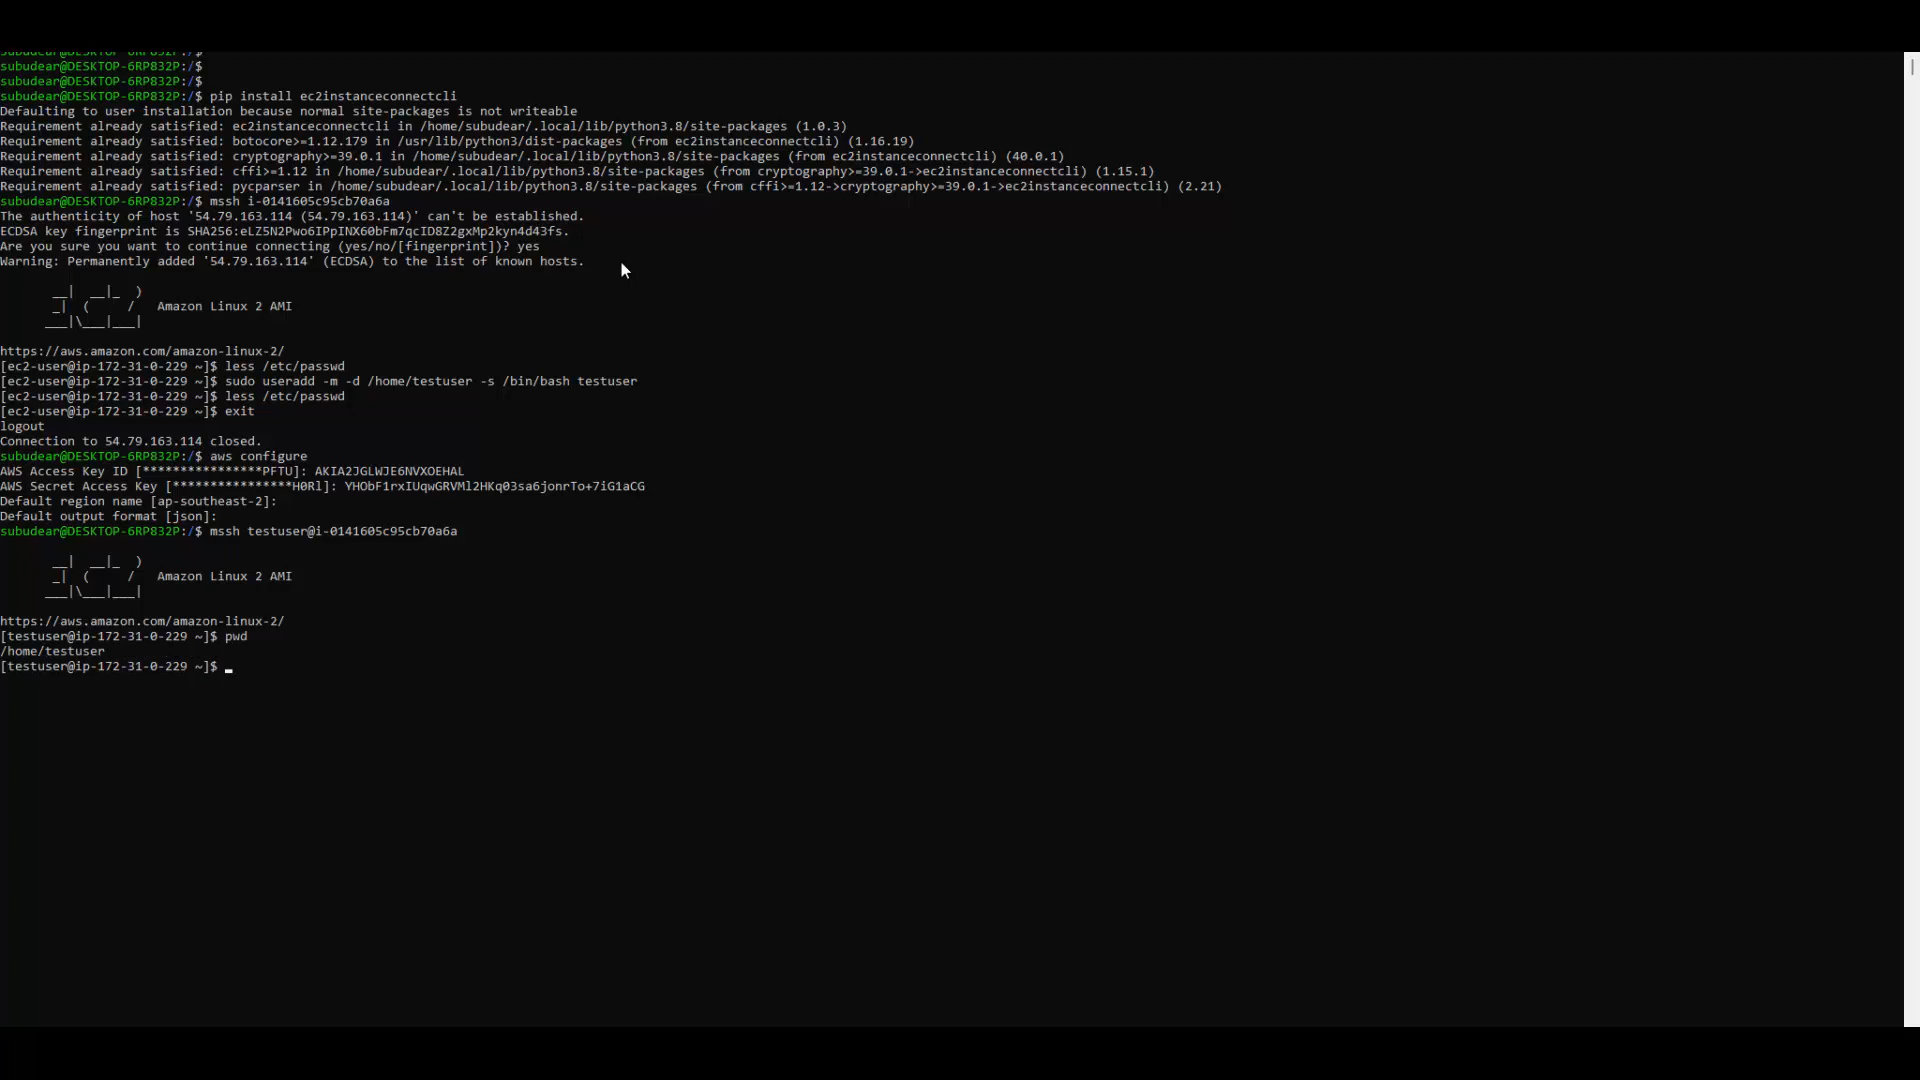 subudear@DESKTOP-6RP832P:/$
subudear@DESKTOP-6RP832P:/$
subudear@DESKTOP-6RP832P:/$ pip install ec2instanceconnectcli
Defaulting to user installation because normal site-packages is not writeable
Requirement already satisfied: ec2instanceconnectcli in /home/subudear/.local/lib/python3.8/site-packages (1.0.3)
Requirement already satisfied: botocore>=1.12.179 in /usr/lib/python3/dist-packages (from ec2instanceconnectcli) (1.16.19)
Requirement already satisfied: cryptography>=39.0.1 in /home/subudear/.local/lib/python3.8/site-packages (from ec2instanceconnectcli) (40.0.1)
Requirement already satisfied: cffi>=1.12 in /home/subudear/.local/lib/python3.8/site-packages (from cryptography>=39.0.1->ec2instanceconnectcli) (1.15.1)
Requirement already satisfied: pycparser in /home/subudear/.local/lib/python3.8/site-packages (from cffi>=1.12->cryptography>=39.0.1->ec2instanceconnectcli) (2.21)
subudear@DESKTOP-6RP832P:/$ mssh i-0141605c95cb70a6a
The authenticity of host '54.79.163.114 (54.79.163.114)' can't be established.
ECDSA key fingerprint is SHA256:eLZ5N2Pwo6IPpINX60bFm7qcID8Z2gxMp2kyn4d43fs.
Are you sure you want to continue connecting (yes/no/[fingerprint])? yes
Warning: Permanently added '54.79.163.114' (ECDSA) to the list of known hosts.
       __|  __|_  )
       _|  (     /   Amazon Linux 2 AMI
      ___|\___|___|
https://aws.amazon.com/amazon-linux-2/
[ec2-user@ip-172-31-0-229 ~]$ less /etc/passwd
[ec2-user@ip-172-31-0-229 ~]$ sudo useradd -m -d /home/testuser -s /bin/bash testuser
[ec2-user@ip-172-31-0-229 ~]$ less /etc/passwd
[ec2-user@ip-172-31-0-229 ~]$ exit
logout
Connection to 54.79.163.114 closed.
subudear@DESKTOP-6RP832P:/$ aws configure
AWS Access Key ID [****************PFTU]: AKIA2JGLWJE6NVXOEHAL
AWS Secret Access Key [****************H0Rl]: 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
Default region name [ap-southeast-2]:
Default output format [json]:
subudear@DESKTOP-6RP832P:/$ mssh testuser@i-0141605c95cb70a6a
       __|  __|_  )
       _|  (     /   Amazon Linux 2 AMI
      ___|\___|___|
https://aws.amazon.com/amazon-linux-2/
[testuser@ip-172-31-0-229 ~]$ pwd
/home/testuser
[testuser@ip-172-31-0-229 ~]$